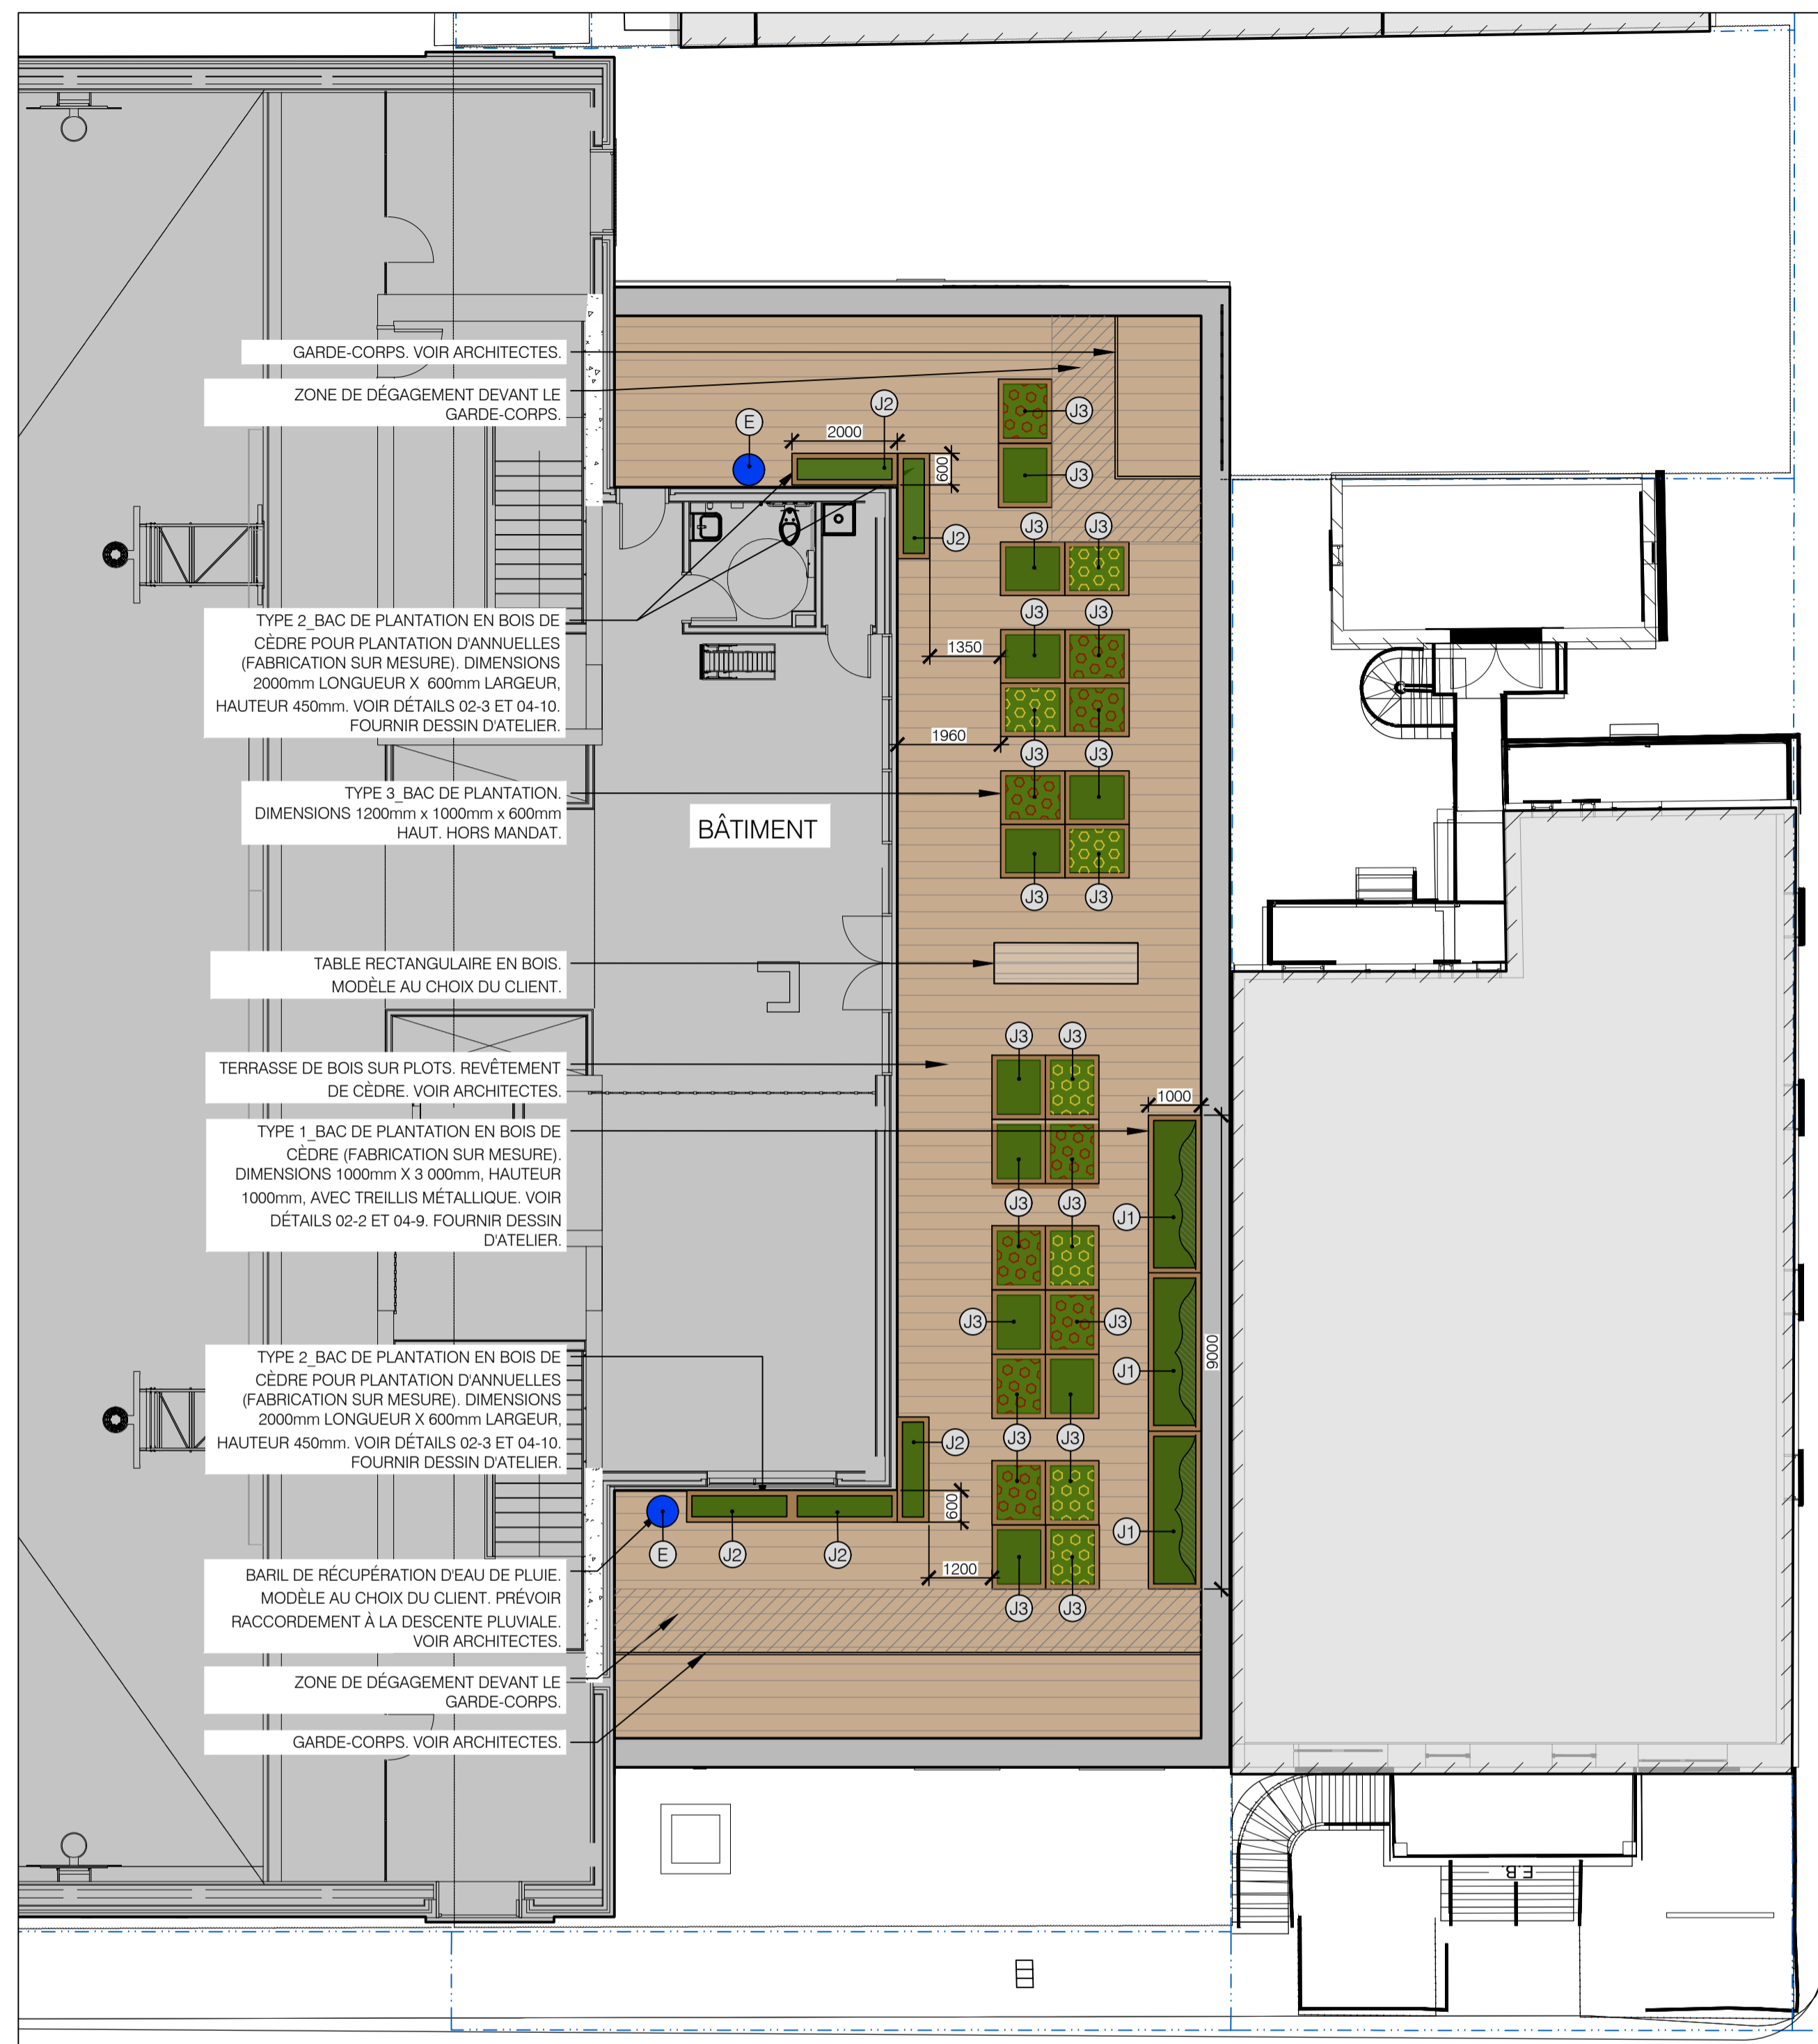 GARDE-CORPS. VOIR ARCHITECTES.
ZONE DE DÉGAGEMENT DEVANT LE
GARDE-CORPS.
E
J2
2000
600
J2
J3
J3
J3
J3
TYPE 2_BAC DE PLANTATION EN BOIS DE
CÈDRE POUR PLANTATION D'ANNUELLES
(FABRICATION SUR MESURE). DIMENSIONS
2000mm LONGUEUR X 600mm LARGEUR,
HAUTEUR 450mm. VOIR DÉTAILS 02-3 ET 04-10.
FOURNIR DESSIN D'ATELIER.
J3
J3
1350
1960
J3
J3
TYPE 3_BAC DE PLANTATION.
DIMENSIONS 1200mm x 1000mm x 600mm
HAUT. HORS MANDAT.
BÂTIMENT
J3
J3
TABLE RECTANGULAIRE EN BOIS.
MODÈLE AU CHOIX DU CLIENT.
J3
J3
TERRASSE DE BOIS SUR PLOTS. REVÊTEMENT
DE CÈDRE. VOIR ARCHITECTES.
1000
TYPE 1_BAC DE PLANTATION EN BOIS DE
CÈDRE (FABRICATION SUR MESURE).
DIMENSIONS 1000mm X 3 000mm, HAUTEUR
1000mm, AVEC TREILLIS MÉTALLIQUE. VOIR
DÉTAILS 02-2 ET 04-9. FOURNIR DESSIN
D'ATELIER.
J3
J3
J1
J3
J3
9000
J1
TYPE 2_BAC DE PLANTATION EN BOIS DE
CÈDRE POUR PLANTATION D'ANNUELLES
(FABRICATION SUR MESURE). DIMENSIONS
2000mm LONGUEUR X 600mm LARGEUR,
HAUTEUR 450mm. VOIR DÉTAILS 02-3 ET 04-10.
FOURNIR DESSIN D'ATELIER.
J2
J3
J3
600
J1
E
J2
J2
1200
J3
J3
BARIL DE RÉCUPÉRATION D'EAU DE PLUIE.
MODÈLE AU CHOIX DU CLIENT. PRÉVOIR
RACCORDEMENT À LA DESCENTE PLUVIALE.
VOIR ARCHITECTES.
ZONE DE DÉGAGEMENT DEVANT LE
GARDE-CORPS.
GARDE-CORPS. VOIR ARCHITECTES.